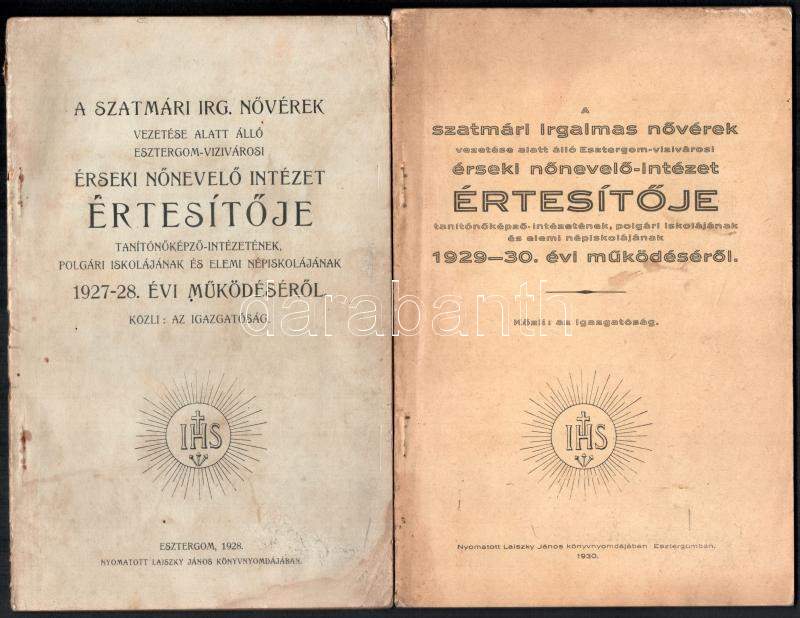 A SZATMÁRI IRG. NŐVÉREK
VEZETÉSE ALATT ÁLLÓ
ESZTERGOM-VIZIVÁROSI
ÉRSEKI NŐNEVELŐ INTÉZET
ÉRTESÍTŐJE
TANÍTÓNŐKÉPZŐ-INTÉZETÉNEK,
POLGÁRI ISKOLÁJÁNAK ÉS ELEMI NÉPISKOLÁJÁNAK
1927-28. ÉVI MŰKÖDÉSÉRŐL.
KÖZLI: AZ IGAZGATÓSÁG.
IHS
ESZTERGOM, 1928.
NYOMATOTT LAISZKY JÁNOS KÖNYVNYOMDÁJÁBAN.
A
szatmári irgalmas nővérek
vezetése alatt álló Esztergom-vizivárosi
érseki nőnevelő-intézet
ÉRTESÍTŐJE
tanítónőképző-intézetének, polgári iskolájának
és elemi népiskolájának
1929—30. évi működéséről.
Közli: az igazgatóság.
IHS
Nyomatott Laiszky János könyvnyomdájában Esztergomban.
1930.
darabanth